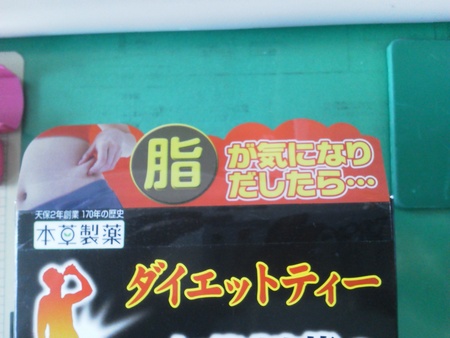 脂が気になり
だしたら…
天保2年創業 170年の歴史
本草製薬
ダイエットティー